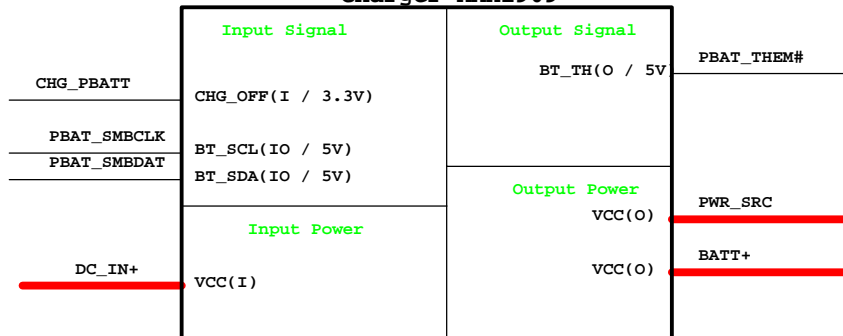 Input Signal
Output Signal
PBAT_THEM#
BT_TH(O / 5V
CHG_PBATT
CHG_OFF(I / 3.3V)
PBAT_SMBCLK
BT_SCL(IO / 5V)
PBAT_SMBDAT
BT_SDA(IO / 5V)
Output Power
PWR_SRC
VCC(O)
Input Power
BATT+
VCC(O)
DC_IN+
VCC(I)